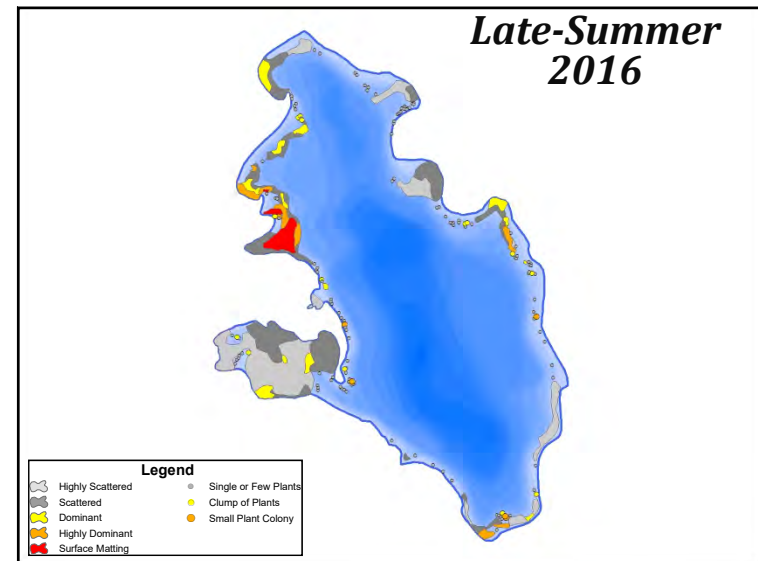 Late-Summer
2016
Legend
Highly Scattered
Scattered
Dominant
Highly Dominant
Surface Matting
Single or Few Plants
Clump of Plants
Small Plant Colony